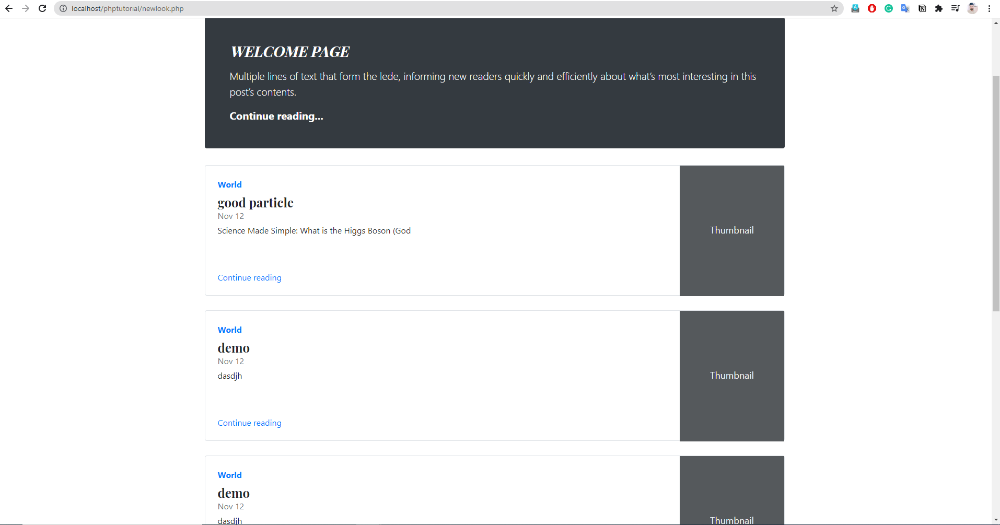 localhost/phptutorial/newlook.php
WELCOME PAGE
Multiple lines of text that form the lede, informing new readers quickly and efficiently about what’s most interesting in this
post’s contents.
Continue reading...
World
good particle
Nov 12
Science Made Simple: What is the Higgs Boson (God
Continue reading
Thumbnail
World
demo
Nov 12
dasdjh
Continue reading
Thumbnail
World
demo
Nov 12
dasdjh
Thumbnail